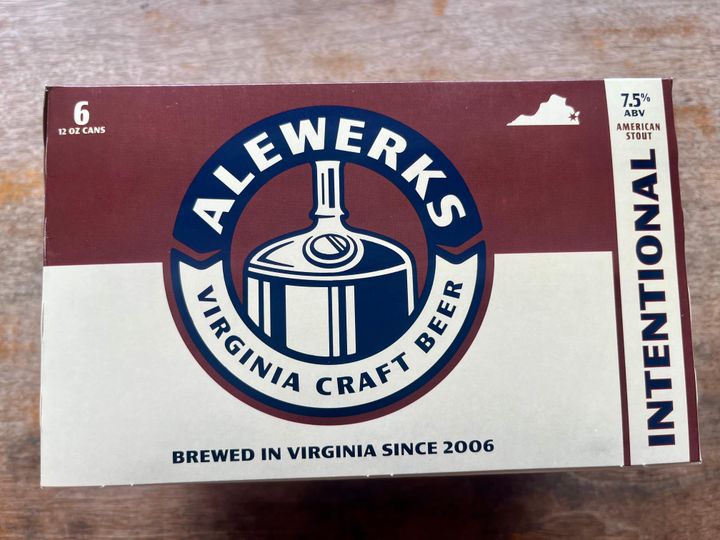 6
12 OZ CANS
ALEWERKS
VIRGINIA CRAFT BEER
BREWED IN VIRGINIA SINCE 2006
7.5%
ABV
AMERICAN
STOUT
INTENTIONAL